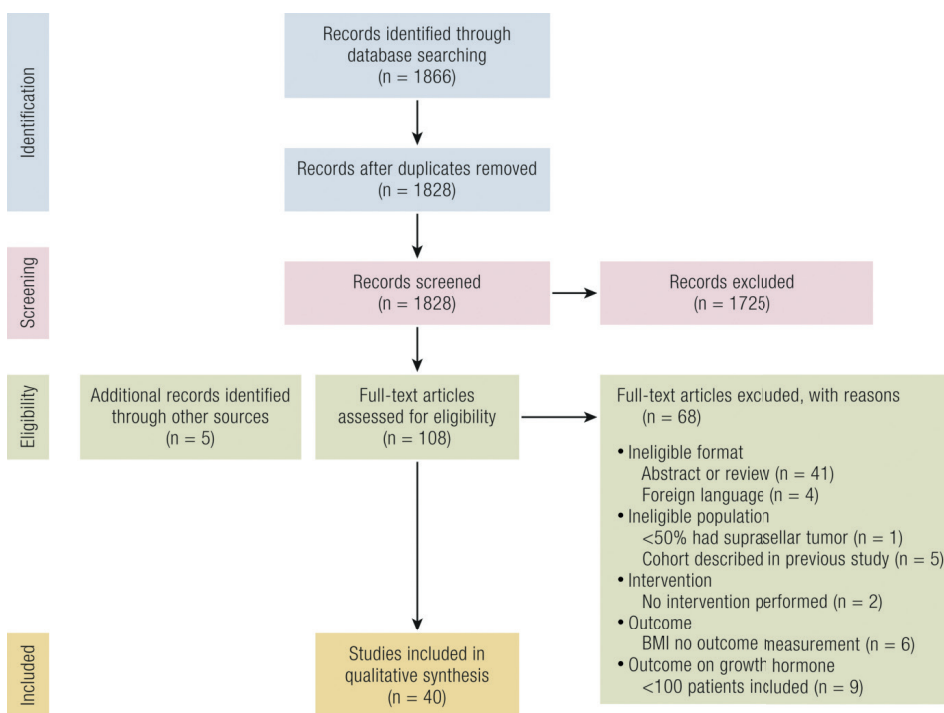 Identification
Records identified through
database searching
(n = 1866)
Records after duplicates removed
(n = 1828)
Screening
Records screened
(n = 1828)
Records excluded
(n = 1725)
Eligibility
Additional records identified
through other sources
(n = 5)
Full-text articles
assessed for eligibility
(n = 108)
Full-text articles excluded, with reasons
(n = 68)
• Ineligible format
Abstract or review (n = 41)
Foreign language (n = 4)
• Ineligible population
<50% had suprasellar tumor (n = 1)
Cohort described in previous study (n = 5)
• Intervention
No intervention performed (n = 2)
• Outcome
BMI no outcome measurement (n = 6)
• Outcome on growth hormone
<100 patients included (n = 9)
Included
Studies included in
qualitative synthesis
(n = 40)